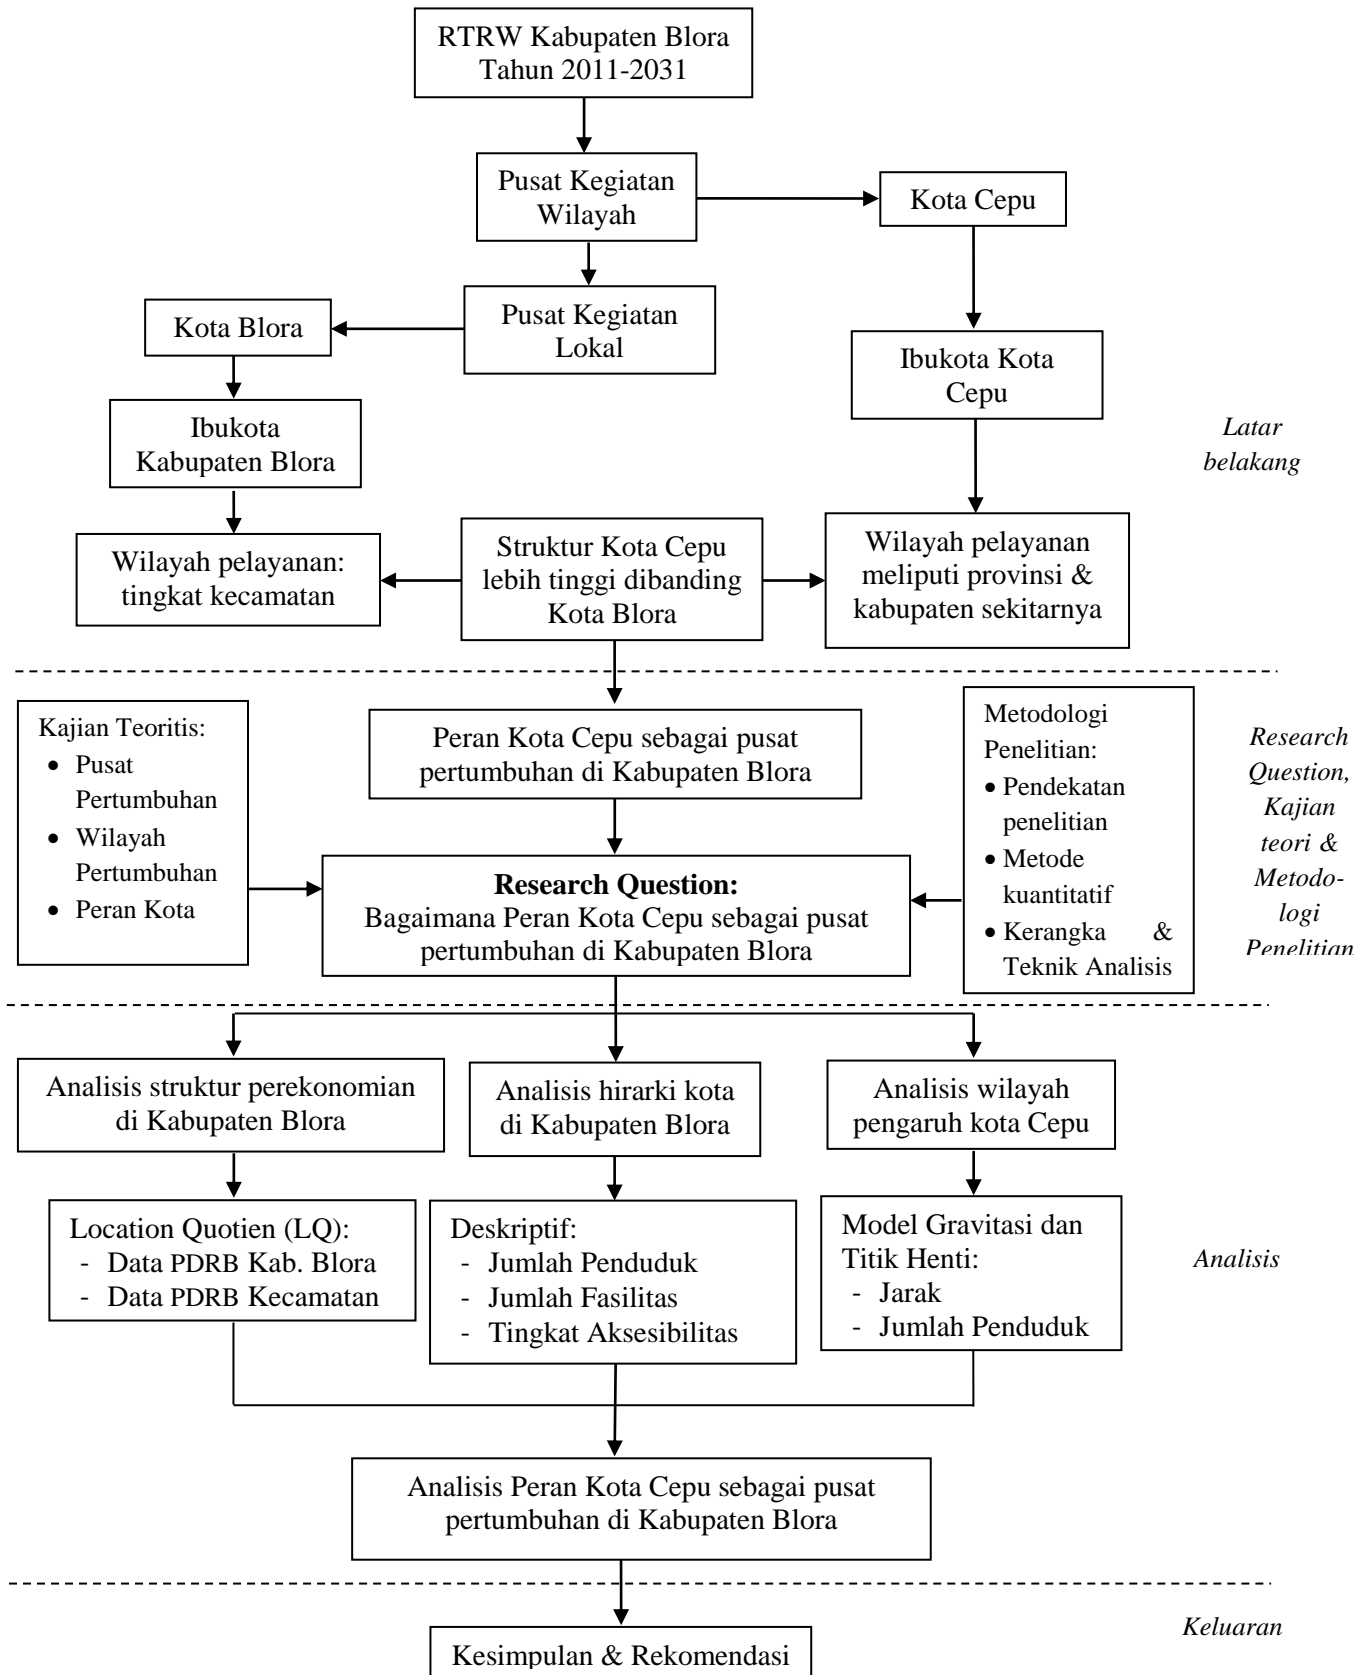 RTRW Kabupaten Blora
Tahun 2011-2031
Pusat Kegiatan
Wilayah
Kota Cepu
Kota Blora
Pusat Kegiatan
Lokal
Ibukota Kota
Cepu
Ibukota
Kabupaten Blora
Latar
belakang
Wilayah pelayanan:
tingkat kecamatan
Struktur Kota Cepu
lebih tinggi dibanding
Kota Blora
Wilayah pelayanan
meliputi provinsi &
kabupaten sekitarnya
Kajian Teoritis:
• Pusat
Pertumbuhan
• Wilayah
Pertumbuhan
• Peran Kota
Peran Kota Cepu sebagai pusat
pertumbuhan di Kabupaten Blora
Research Question:
Bagaimana Peran Kota Cepu sebagai pusat
pertumbuhan di Kabupaten Blora
Metodologi
Penelitian:
• Pendekatan
penelitian
• Metode
kuantitatif
• Kerangka &
Teknik Analisis
Research
Question,
Kajian
teori &
Metodo-
logi
Penelitian
Analisis struktur perekonomian
di Kabupaten Blora
Analisis hirarki kota
di Kabupaten Blora
Analisis wilayah
pengaruh kota Cepu
Location Quotien (LQ):
- Data PDRB Kab. Blora
- Data PDRB Kecamatan
Deskriptif:
- Jumlah Penduduk
- Jumlah Fasilitas
- Tingkat Aksesibilitas
Model Gravitasi dan
Titik Henti:
- Jarak
- Jumlah Penduduk
Analisis
Analisis Peran Kota Cepu sebagai pusat
pertumbuhan di Kabupaten Blora
Keluaran
Kesimpulan & Rekomendasi